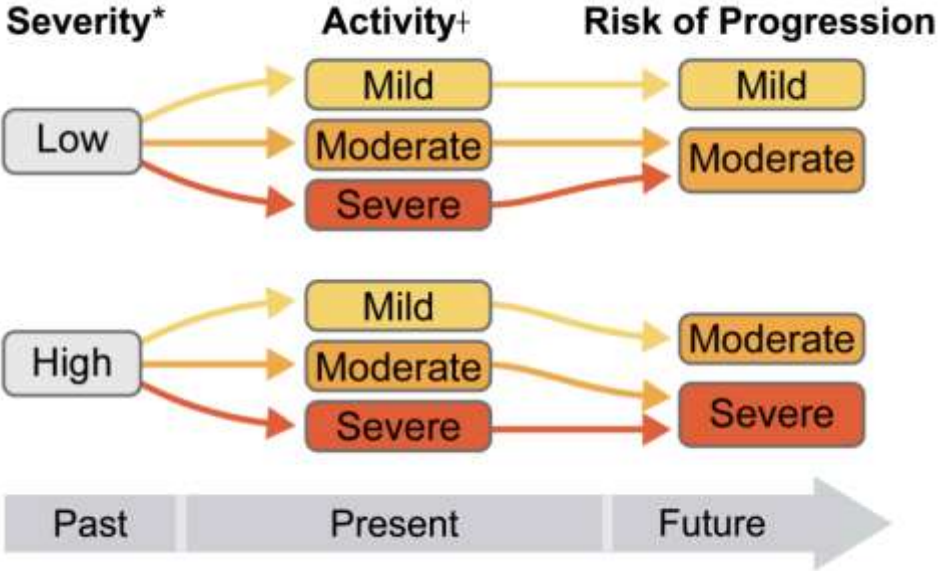 Severity* Activity† Risk of Progression
Mild Mild
Low Moderate Moderate
Severe
Mild
Moderate
High Moderate
Severe
Severe
Past Present Future